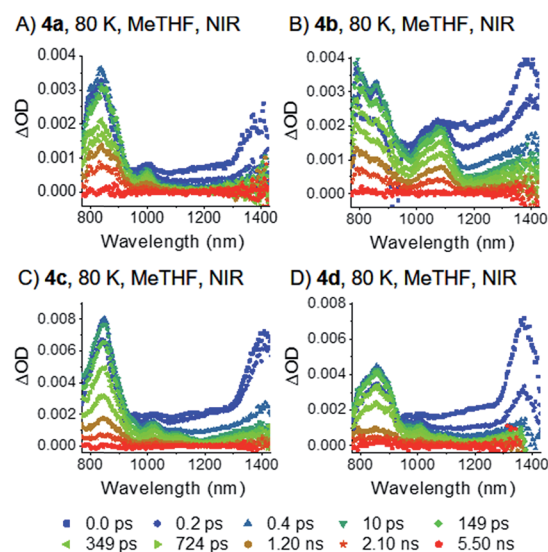 A) 4a, 80 K, MeTHF, NIR
0.004
0.003
0.002
0.001
0.000
ΔOD
800 1000 1200 1400
Wavelength (nm)
B) 4b, 80 K, MeTHF, NIR
0.004
0.003
0.002
0.001
0.000
ΔOD
800 1000 1200 1400
Wavelength (nm)
C) 4c, 80 K, MeTHF, NIR
0.008
0.006
0.004
0.002
0.000
ΔOD
800 1000 1200 1400
Wavelength (nm)
D) 4d, 80 K, MeTHF, NIR
0.008
0.006
0.004
0.002
0.000
ΔOD
800 1000 1200 1400
Wavelength (nm)
0.0 ps 0.2 ps 0.4 ps 10 ps 149 ps
349 ps 724 ps 1.20 ns 2.10 ns 5.50 ns